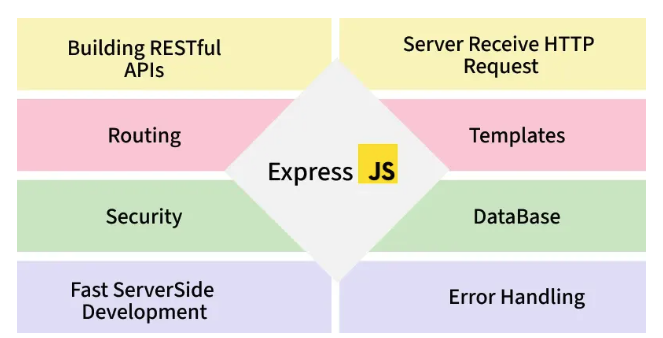 Building RESTful
APIs
Server Receive HTTP
Request
Routing
Templates
Express JS
Security
DataBase
Fast ServerSide
Development
Error Handling